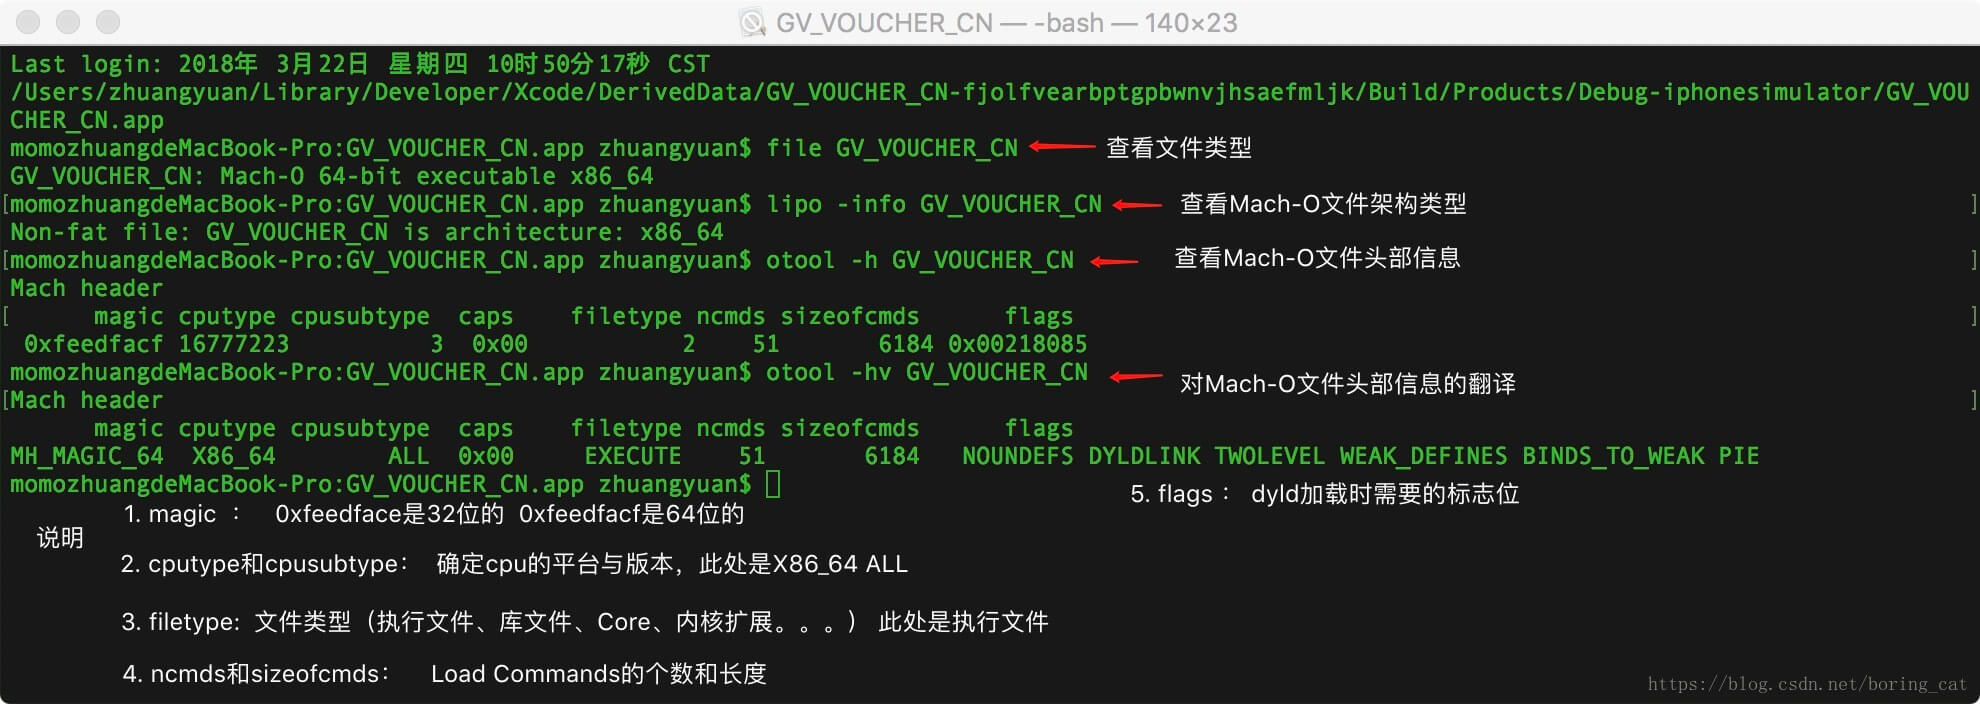 GV_VOUCHER_CN — -bash — 140×23
Last login: 2018年 3月22日 星期四 10时50分17秒 CST
/Users/zhuangyuan/Library/Developer/Xcode/DerivedData/GV_VOUCHER_CN-fjolfvearbptgpbwnvjhsaefmljk/Build/Products/Debug-iphonesimulator/GV_VOU
CHER_CN.app
momozhuangdeMacBook-Pro:GV_VOUCHER_CN.app zhuangyuan$ file GV_VOUCHER_CN 查看文件类型
GV_VOUCHER_CN: Mach-O 64-bit executable x86_64
[momozhuangdeMacBook-Pro:GV_VOUCHER_CN.app zhuangyuan$ lipo -info GV_VOUCHER_CN 查看Mach-O文件架构类型 ]
Non-fat file: GV_VOUCHER_CN is architecture: x86_64
[momozhuangdeMacBook-Pro:GV_VOUCHER_CN.app zhuangyuan$ otool -h GV_VOUCHER_CN 查看Mach-O文件头部信息 ]
Mach header
[ magic cputype cpusubtype caps filetype ncmds sizeofcmds flags ]
0xfeedfacf 16777223 3 0x00 2 51 6184 0x00218085
momozhuangdeMacBook-Pro:GV_VOUCHER_CN.app zhuangyuan$ otool -hv GV_VOUCHER_CN 对Mach-O文件头部信息的翻译
[Mach header ]
magic cputype cpusubtype caps filetype ncmds sizeofcmds flags
MH_MAGIC_64 X86_64 ALL 0x00 EXECUTE 51 6184 NOUNDEFS DYLDLINK TWOLEVEL WEAK_DEFINES BINDS_TO_WEAK PIE
momozhuangdeMacBook-Pro:GV_VOUCHER_CN.app zhuangyuan$
说明
1. magic ： 0xfeedface是32位的 0xfeedfacf是64位的
2. cputype和cpusubtype： 确定cpu的平台与版本，此处是X86_64 ALL
3. filetype: 文件类型（执行文件、库文件、Core、内核扩展。。。） 此处是执行文件
4. ncmds和sizeofcmds： Load Commands的个数和长度
5. flags： dyld加载时需要的标志位
https://blog.csdn.net/boring_cat